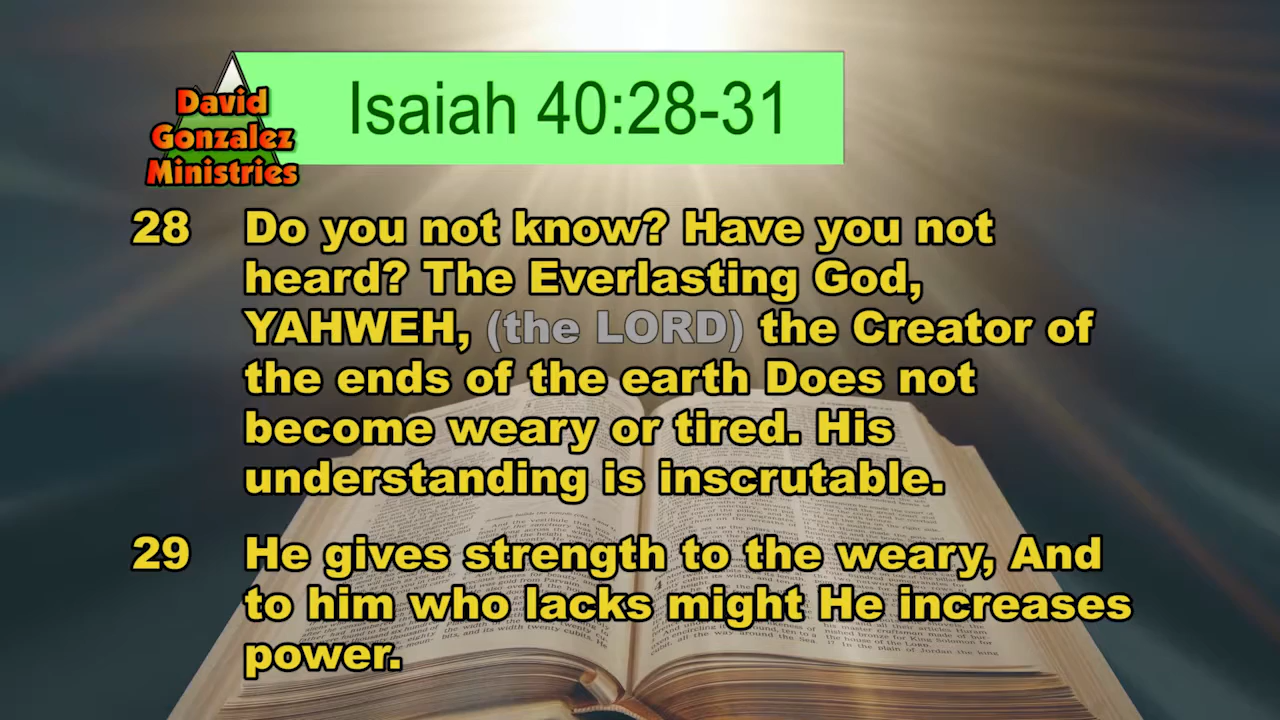 David
Gonzalez
Ministries
Isaiah 40:28-31
28 Do you not know? Have you not
heard? The Everlasting God,
YAHWEH, (the LORD) the Creator of
the ends of the earth Does not
become weary or tired. His
understanding is inscrutable.
29 He gives strength to the weary, And
to him who lacks might He increases
power.